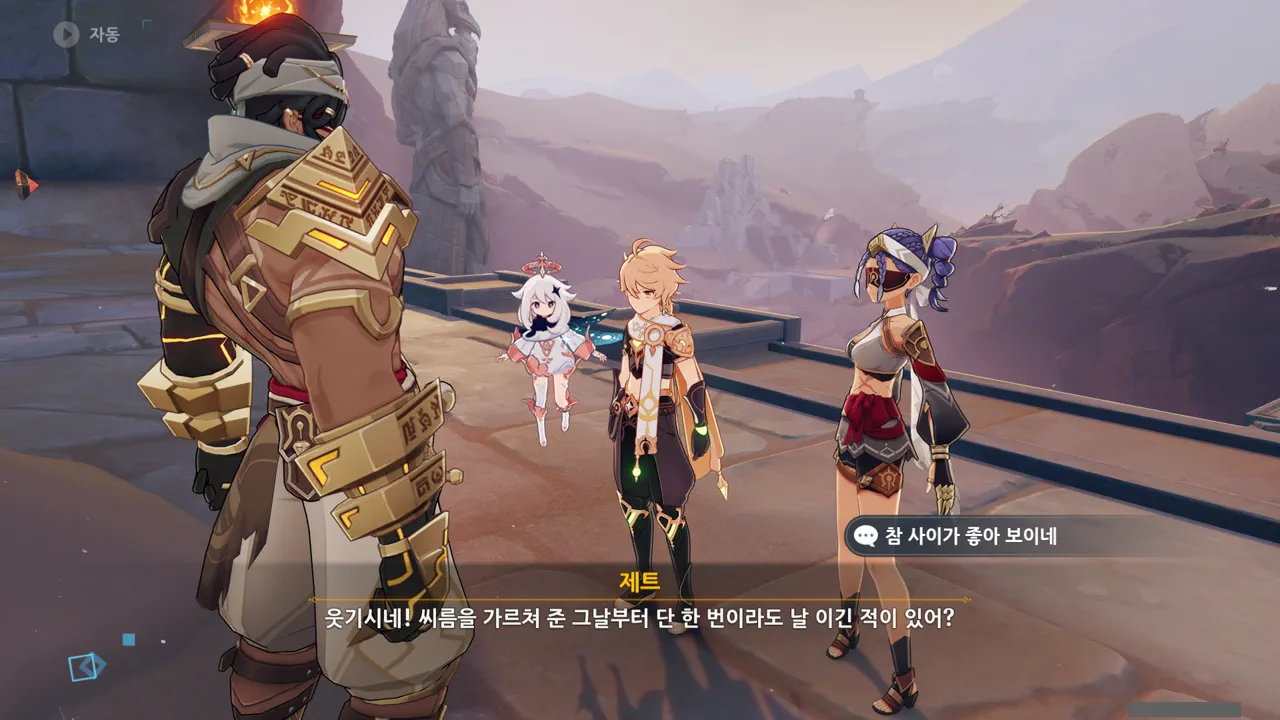 자동
참 사이가 좋아 보이네
제트
웃기시네! 씨름을 가르쳐 준 그날부터 단 한 번이라도 날 이긴 적이 있어?